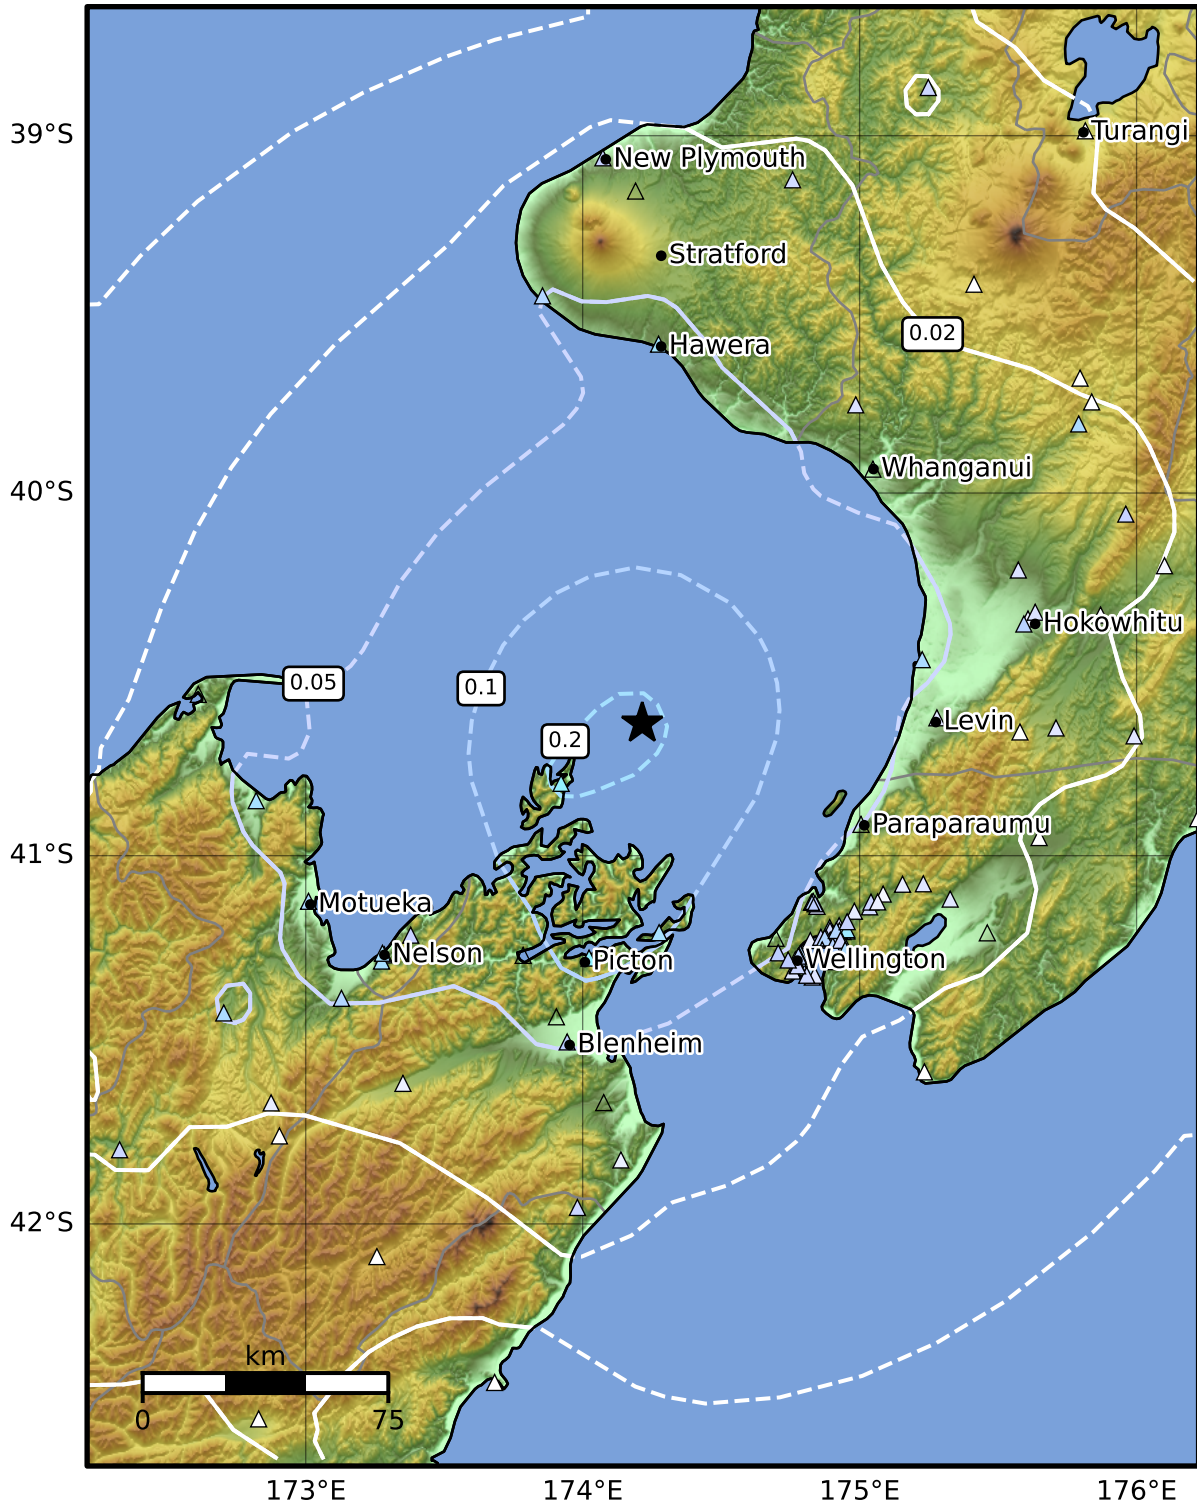 39°S
40°S
41°S
42°S
Turangi
New Plymouth
Stratford
0.02
Hawera
Whanganui
Hokowhitu
0.05
0.1
Levin
0.2
Paraparaumu
Motueka
Nelson
Picton
Wellington
Blenheim
km
0
75
173°E
174°E
175°E
176°E